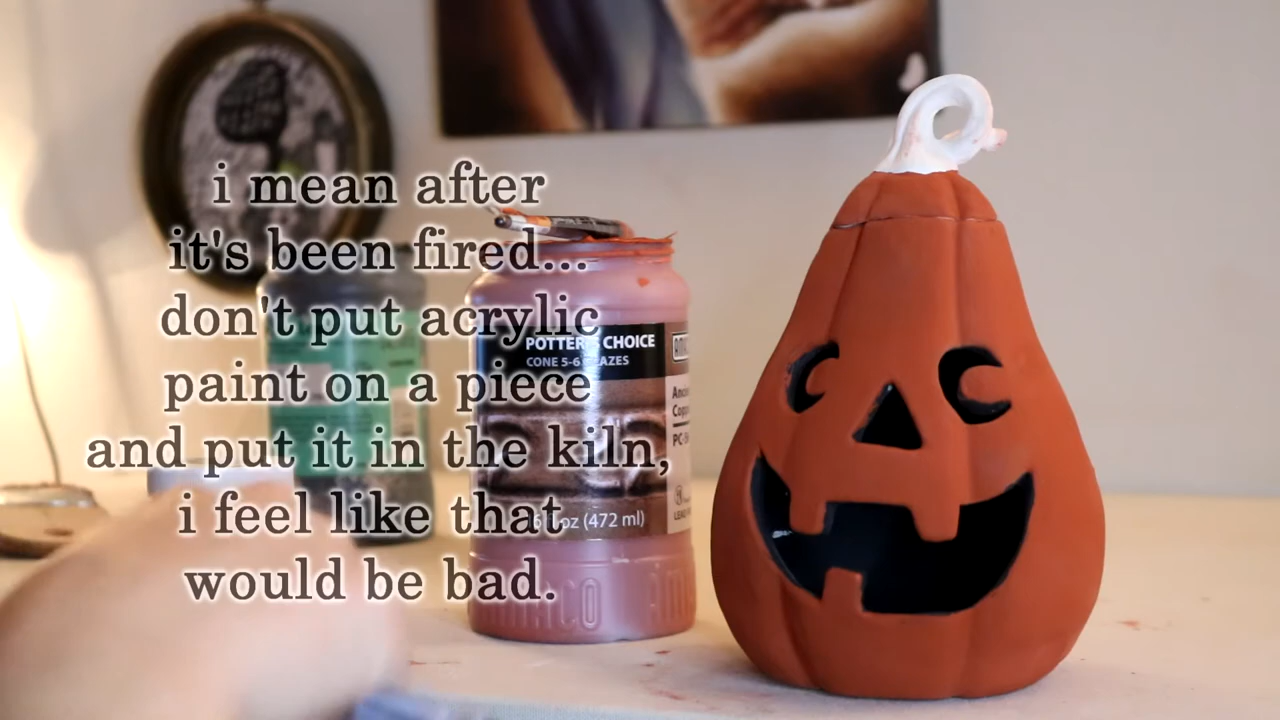 i mean after
it's been fired...
don't put acrylic
paint on a piece
and put it in the kiln,
i feel like that
would be bad.
POTTER'S CHOICE
CONE 5-6 GLAZES
oz (472 ml)
AMACO